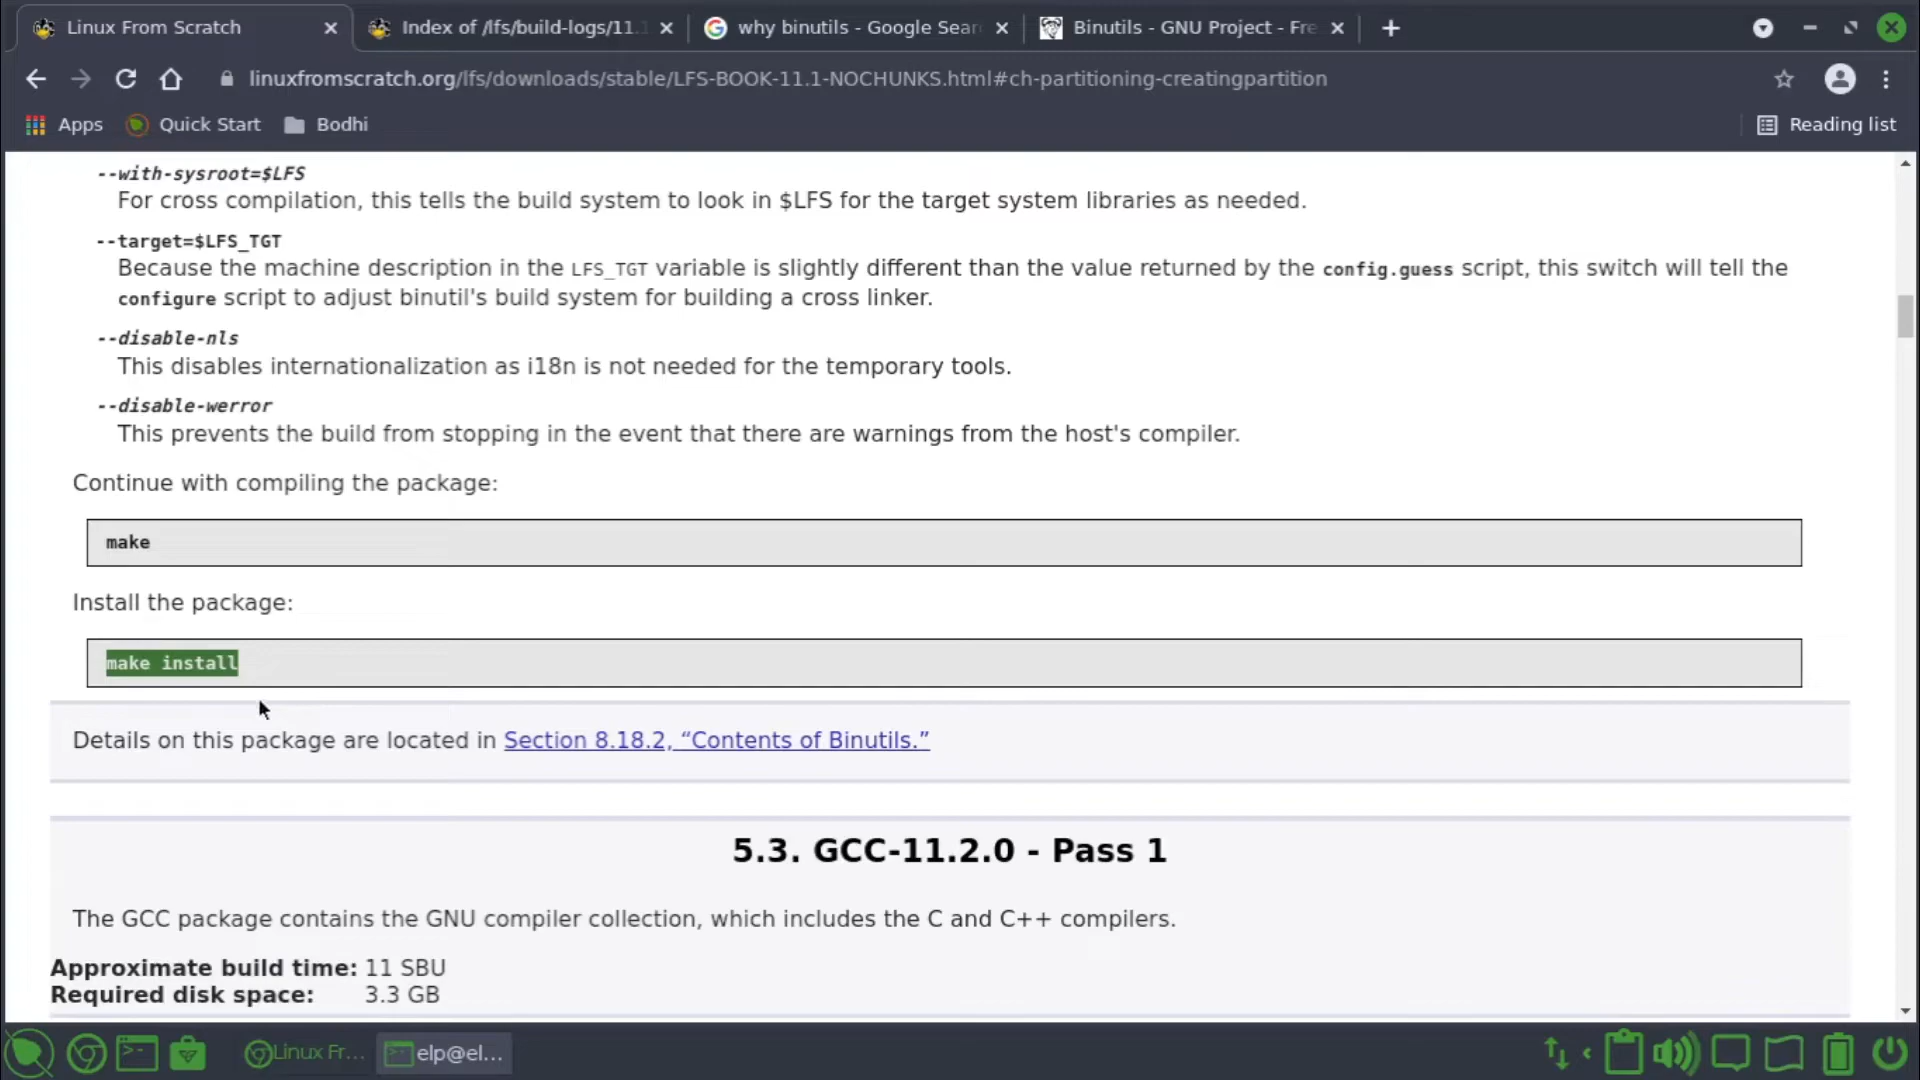 Linux From Scratch
Index of /lfs/build-logs/11.1
why binutils - Google Sear
Binutils - GNU Project - Fre
linuxfromscratch.org/lfs/downloads/stable/LFS-BOOK-11.1-NOCHUNKS.html#ch-partitioning-creatingpartition
Apps
Quick Start
Bodhi
Reading list
--with-sysroot=$LFS
For cross compilation, this tells the build system to look in $LFS for the target system libraries as needed.
--target=$LFS_TGT
Because the machine description in the LFS_TGT variable is slightly different than the value returned by the config.guess script, this switch will tell the
configure script to adjust binutil's build system for building a cross linker.
--disable-nls
This disables internationalization as i18n is not needed for the temporary tools.
--disable-werror
This prevents the build from stopping in the event that there are warnings from the host's compiler.
Continue with compiling the package:
make
Install the package:
make install
Details on this package are located in Section 8.18.2, “Contents of Binutils.”
5.3. GCC-11.2.0 - Pass 1
The GCC package contains the GNU compiler collection, which includes the C and C++ compilers.
Approximate build time: 11 SBU
Required disk space: 3.3 GB
Linux Fr...
elp@el...